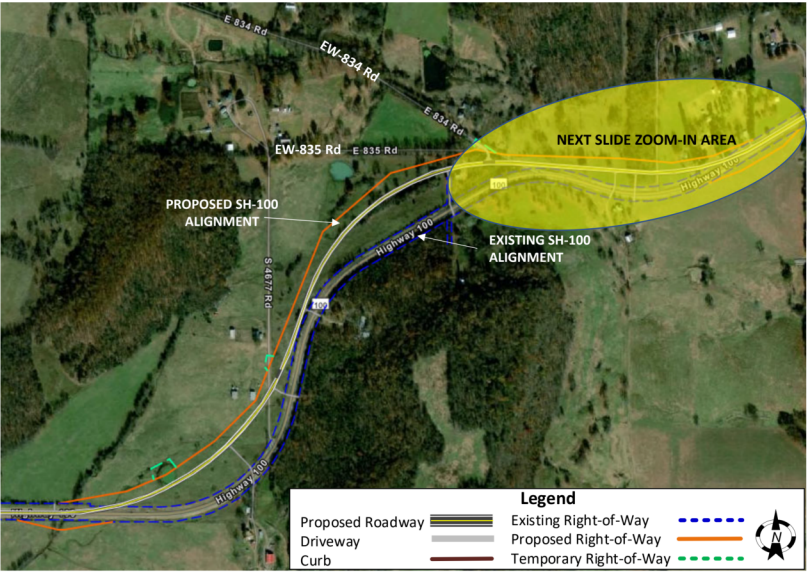 E 834 Rd
EW-834 Rd
E 834 Rd
NEXT SLIDE ZOOM-IN AREA
EW-835 Rd
E 835 Rd
100
Highway 100
PROPOSED SH-100
ALIGNMENT
Highway 100
EXISTING SH-100
ALIGNMENT
S 4677 Rd
100
Highway 100
Legend
Proposed Roadway
Existing Right-of-Way
Driveway
Proposed Right-of-Way
Curb
Temporary Right-of-Way
N